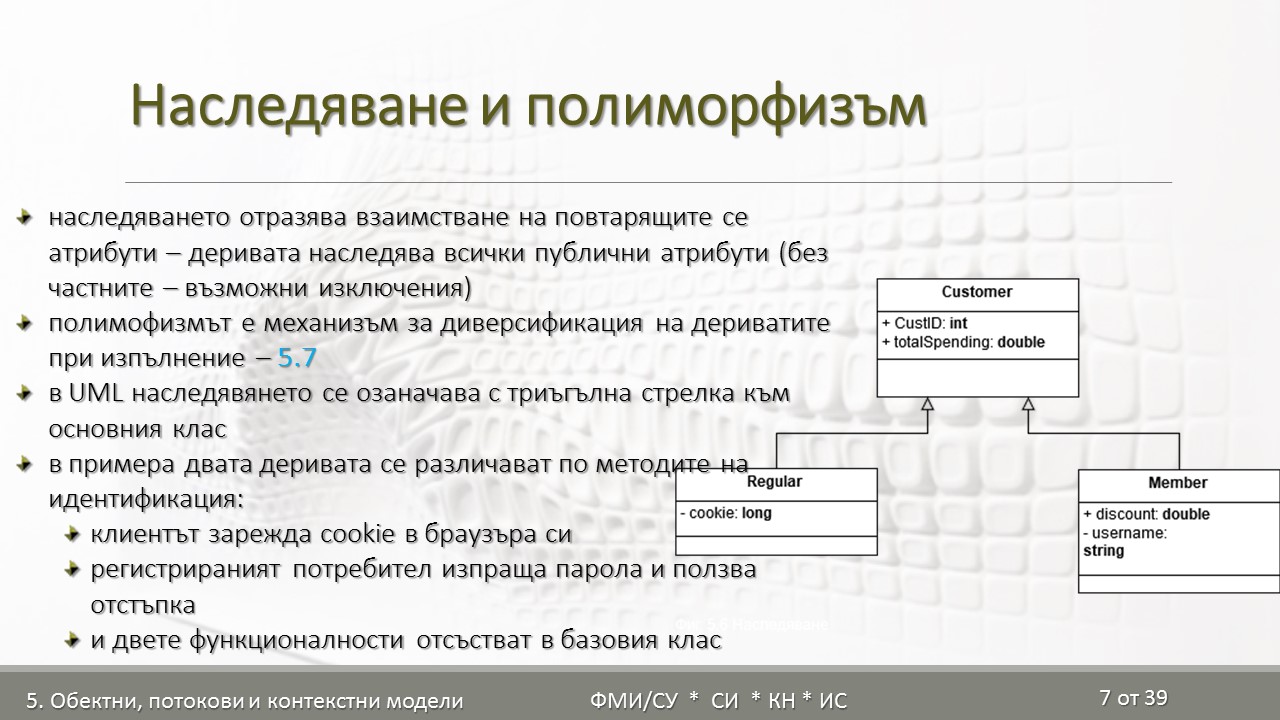 Наследяване и полиморфизъм
наследяването отразява взаимстване на повтарящите се
атрибути – деривата наследява всички публични атрибути (без
частните – възможни изключения)
полимофизмът е механизъм за диверсификация на дериватите
при изпълнение – 5.7
в UML наследявянето се озаначава с триъгълна стрелка към
основния клас
в примера двата деривата се различават по методите на
идентификация:
клиентът зарежда cookie в браузъра си
регистрираният потребител изпраща парола и ползва
отстъпка
и двете функционалности отсъстват в базовия клас
Customer
+ CustID: int
+ totalSpending: double
Regular
- cookie: long
Member
+ discount: double
- username:
string
Фиг. 5.6 Наследяване
5. Обектни, потокови и контекстни модели
ФМИ/СУ * СИ * КН * ИС
7 от 39